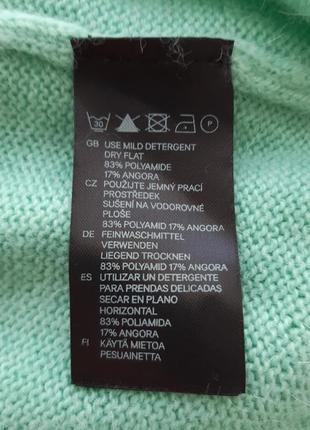 30 P
GB USE MILD DETERGENT
DRY FLAT
83% POLYAMIDE
17% ANGORA
CZ POUŽIJTE JEMNÝ PRACÍ
PROSTŘEDEK
SUŠENÍ NA VODOROVNÉ
PLOŠE
83% POLYAMID 17% ANGORA
DE FEINWASCHMITTEL
VERWENDEN
LIEGEND TROCKNEN
83% POLYAMID 17% ANGORA
ES UTILIZAR UN DETERGENTE
PARA PRENDAS DELICADAS
SECAR EN PLANO
HORIZONTAL
83% POLIAMIDA
17% ANGORA
FI KÄYTÄ MIETOA
PESUAINETTA